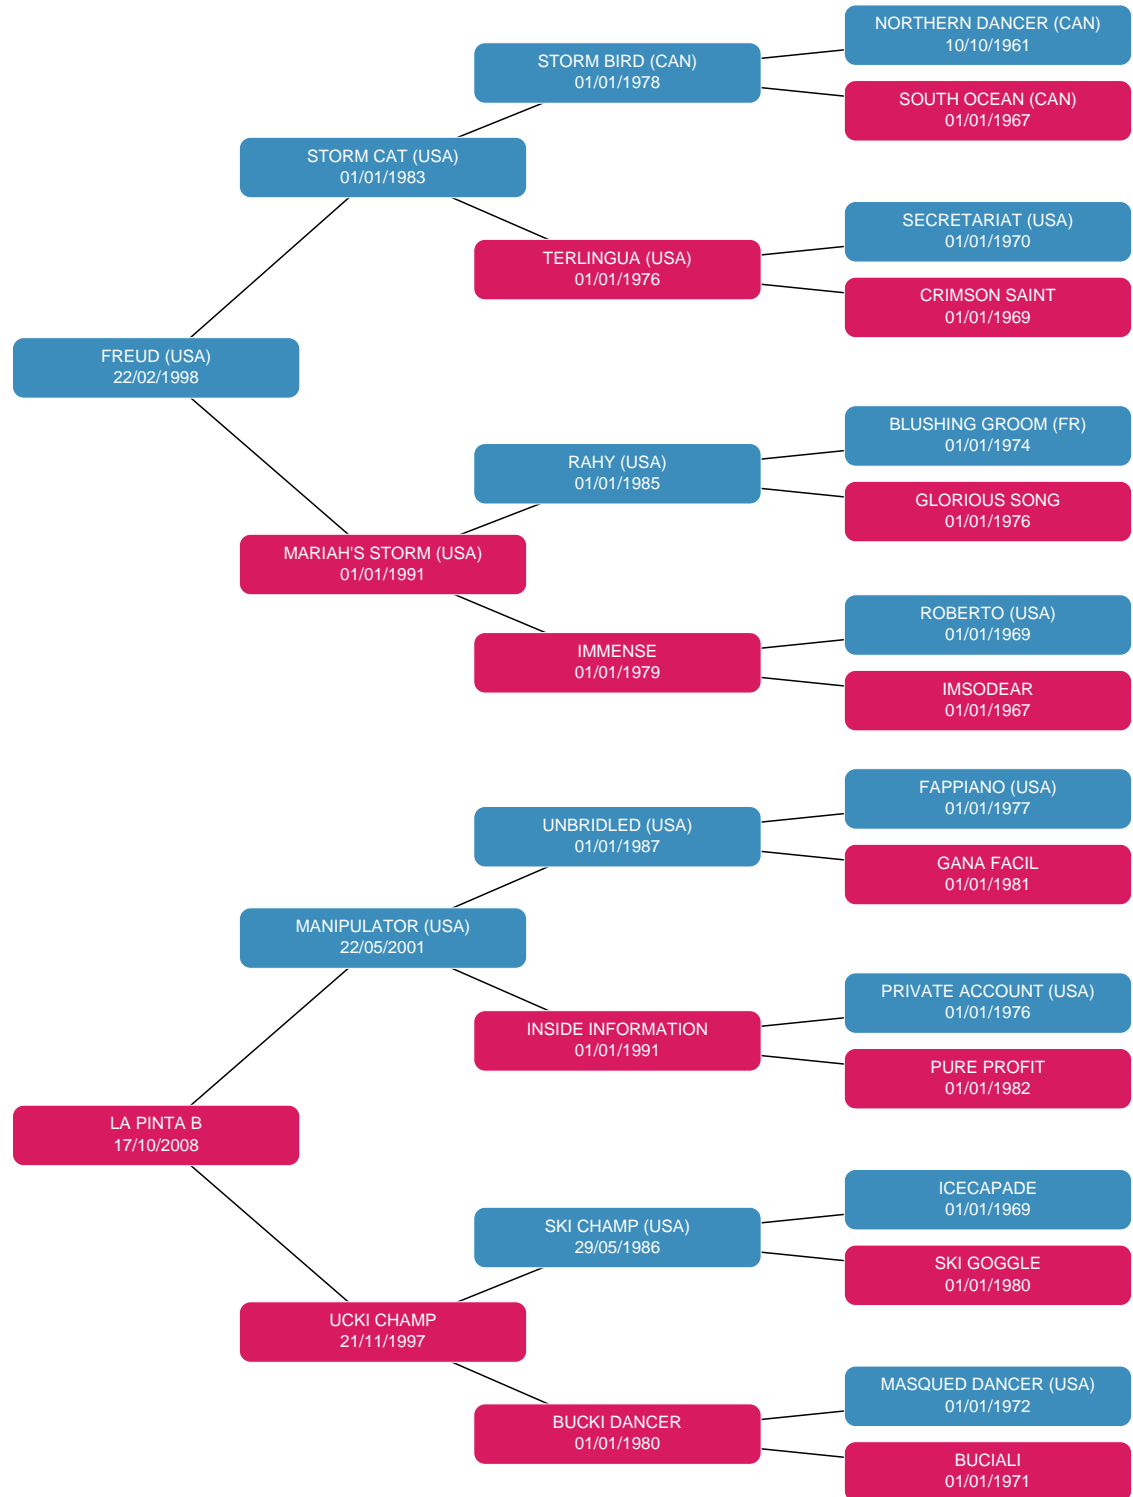 NORTHERN DANCER (CAN)
10/10/1961
STORM BIRD (CAN)
01/01/1978
SOUTH OCEAN (CAN)
01/01/1967
STORM CAT (USA)
01/01/1983
SECRETARIAT (USA)
01/01/1970
TERLINGUA (USA)
01/01/1976
CRIMSON SAINT
01/01/1969
FREUD (USA)
22/02/1998
BLUSHING GROOM (FR)
01/01/1974
RAHY (USA)
01/01/1985
GLORIOUS SONG
01/01/1976
MARIAH'S STORM (USA)
01/01/1991
ROBERTO (USA)
01/01/1969
IMMENSE
01/01/1979
IMSODEAR
01/01/1967
FAPPIANO (USA)
01/01/1977
UNBRIDLED (USA)
01/01/1987
GANA FACIL
01/01/1981
MANIPULATOR (USA)
22/05/2001
PRIVATE ACCOUNT (USA)
01/01/1976
INSIDE INFORMATION
01/01/1991
PURE PROFIT
01/01/1982
LA PINTA B
17/10/2008
ICECAPADE
01/01/1969
SKI CHAMP (USA)
29/05/1986
SKI GOGGLE
01/01/1980
UCKI CHAMP
21/11/1997
MASQUED DANCER (USA)
01/01/1972
BUCKI DANCER
01/01/1980
BUCIALI
01/01/1971